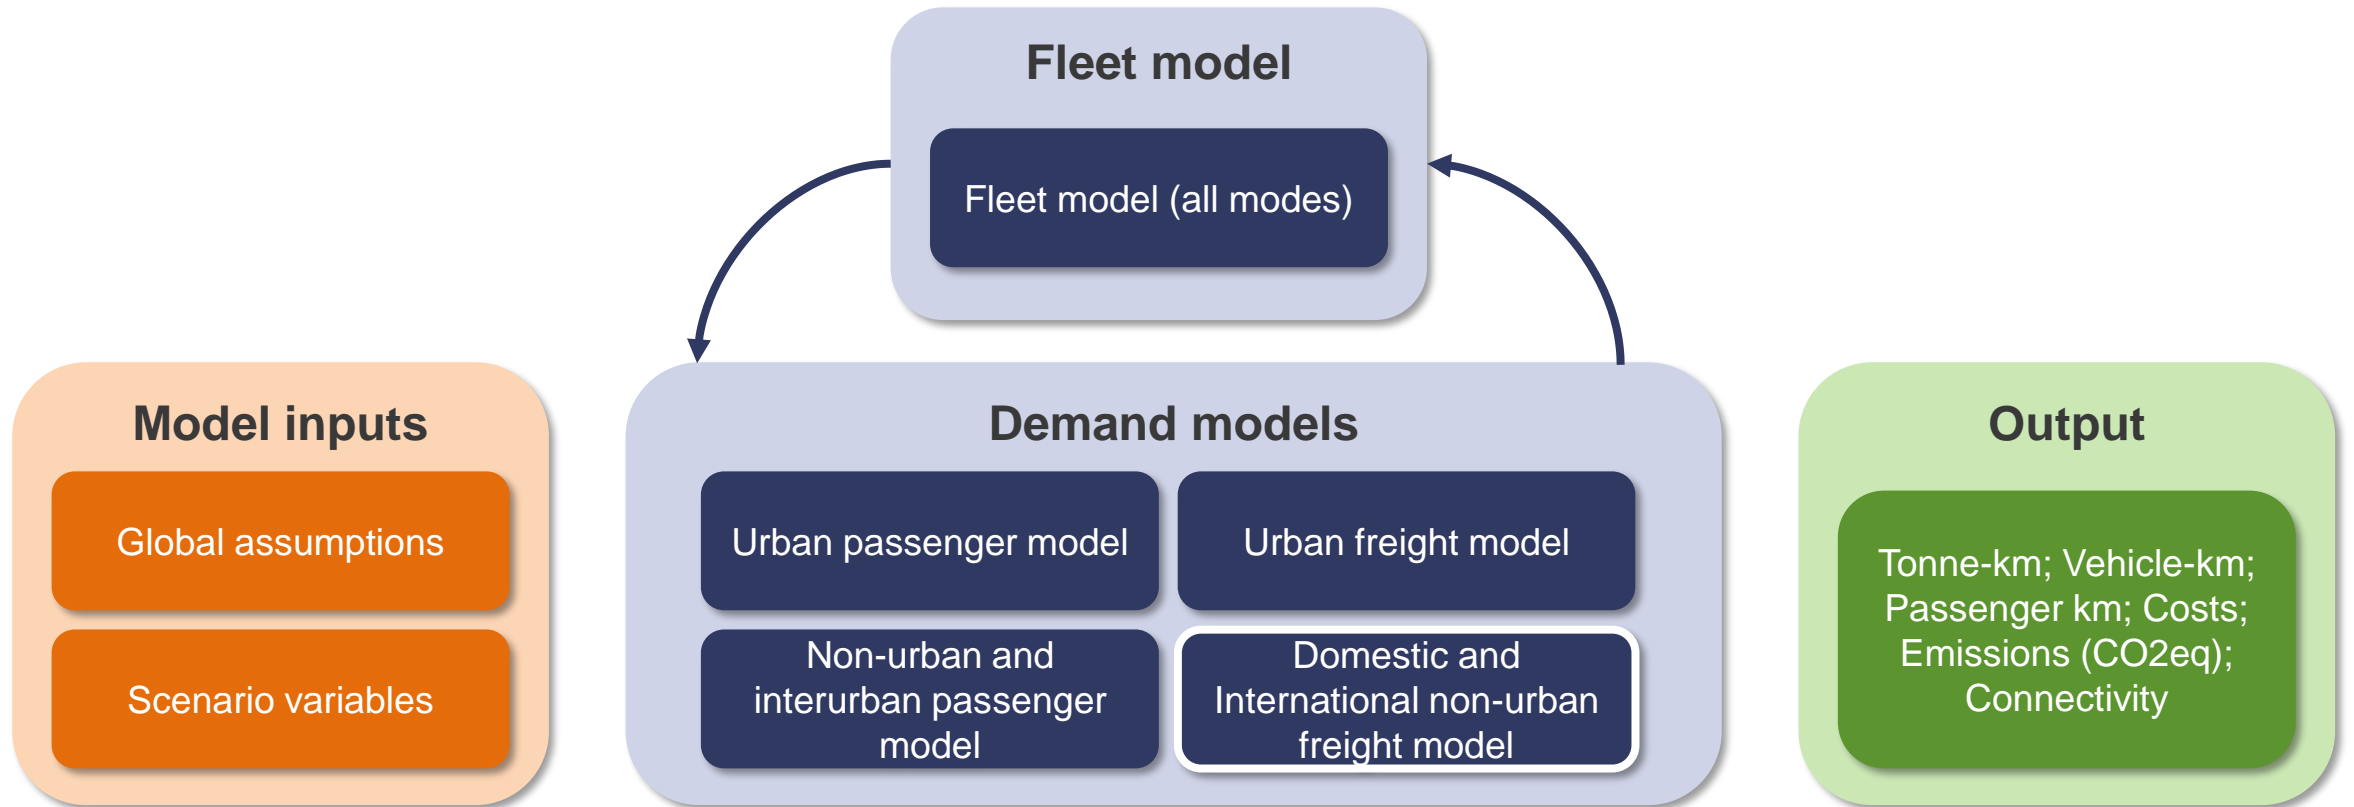 Fleet model
Fleet model (all modes)
Model inputs
Global assumptions
Scenario variables
Demand models
Urban passenger model
Urban freight model
Non-urban and
interurban passenger
model
Domestic and
International non-urban
freight model
Output
Tonne-km; Vehicle-km;
Passenger km; Costs;
Emissions (CO2eq);
Connectivity